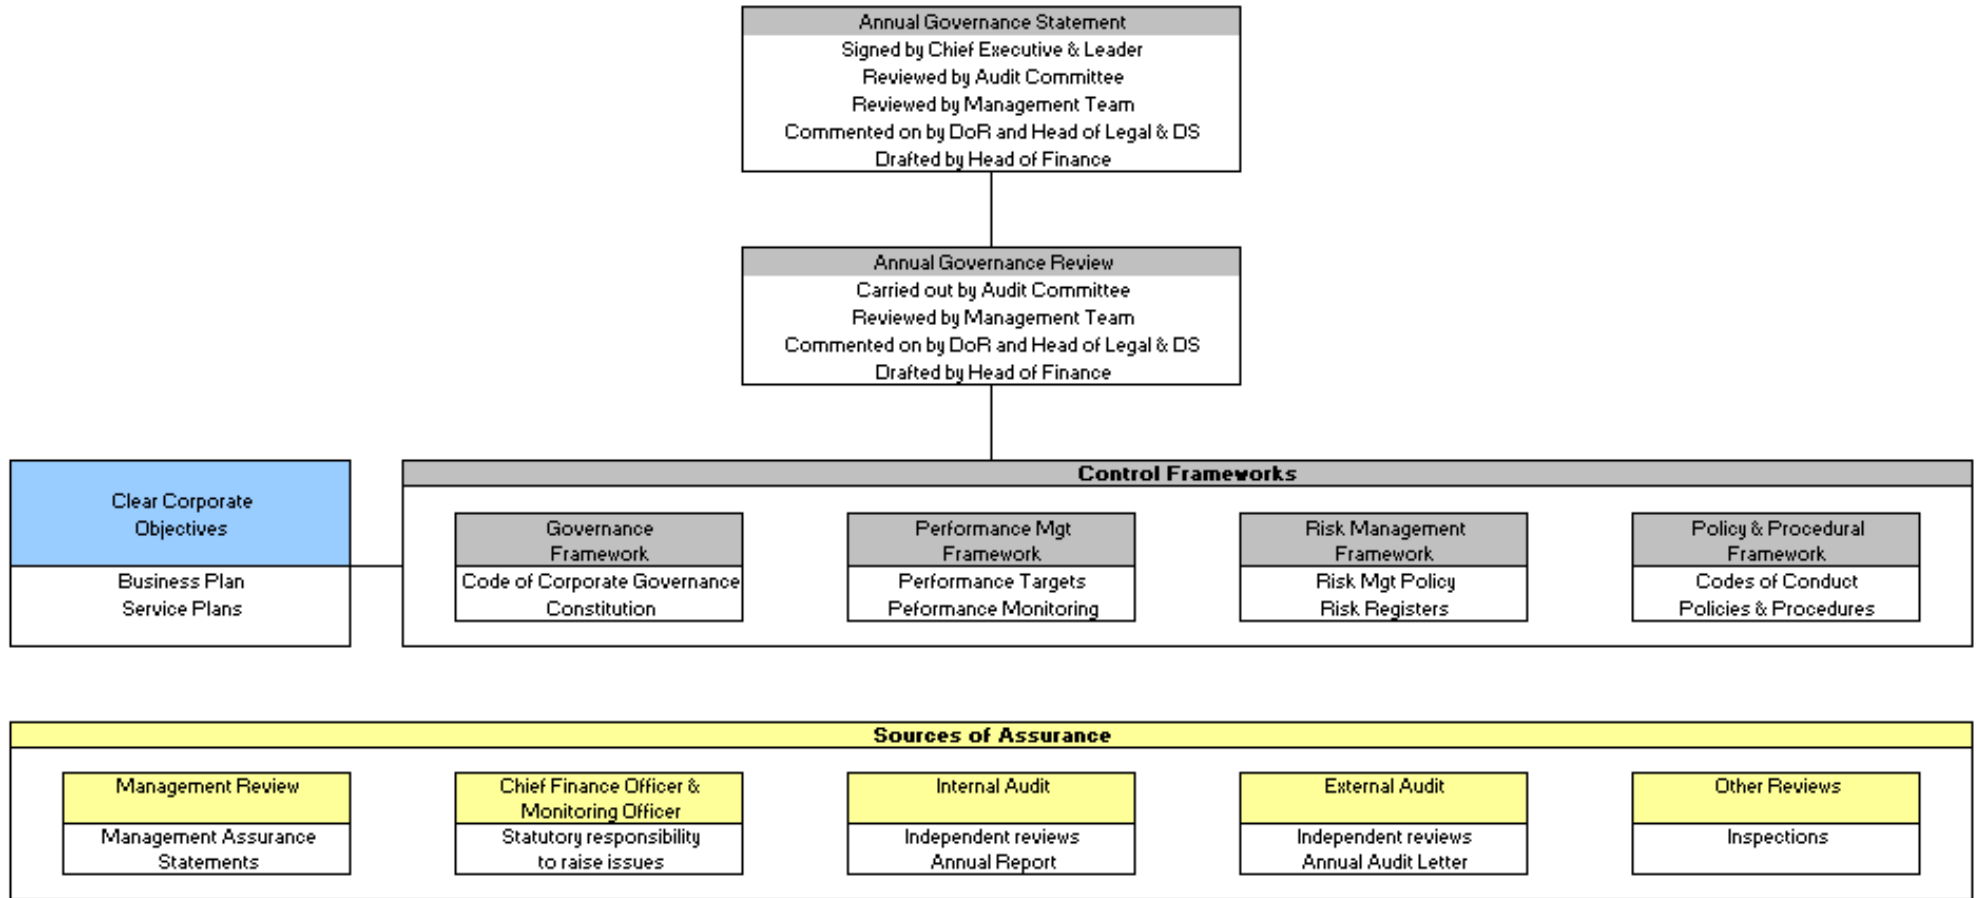 Annual Governance Statement
Signed by Chief Executive & Leader
Reviewed by Audit Committee
Reviewed by Management Team
Commented on by DoR and Head of Legal & DS
Drafted by Head of Finance
Annual Governance Review
Carried out by Audit Committee
Reviewed by Management Team
Commented on by DoR and Head of Legal & DS
Drafted by Head of Finance
Clear Corporate
Objectives
Business Plan
Service Plans
Control Frameworks
Governance
Framework
Code of Corporate Governance
Constitution
Performance Mgt
Framework
Performance Targets
Peformance Monitoring
Risk Management
Framework
Risk Mgt Policy
Risk Registers
Policy & Procedural
Framework
Codes of Conduct
Policies & Procedures
Sources of Assurance
Management Review
Management Assurance
Statements
Chief Finance Officer &
Monitoring Officer
Statutory responsibility
to raise issues
Internal Audit
Independent reviews
Annual Report
External Audit
Independent reviews
Annual Audit Letter
Other Reviews
Inspections